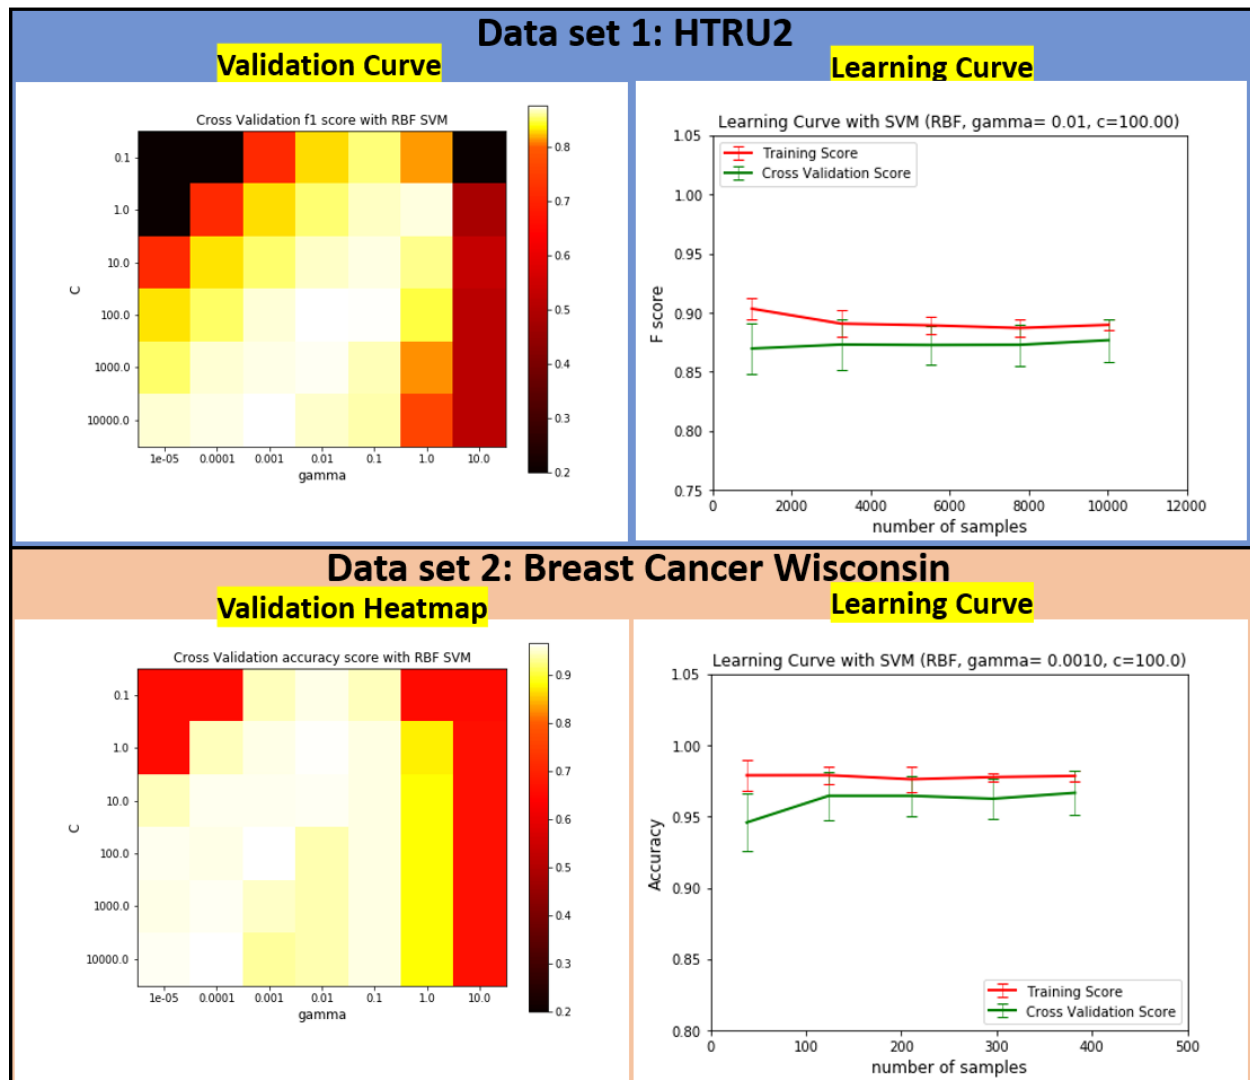 Data set 1: HTRU2
Validation Curve
Learning Curve
Cross Validation f1 score with RBF SVM
C
0.1
1.0
10.0
100.0
1000.0
10000.0
1e-05 0.0001 0.001 0.01 0.1 1.0 10.0
gamma
0.8
0.7
0.6
0.5
0.4
0.3
0.2
Learning Curve with SVM (RBF, gamma= 0.01, c=100.00)
Training Score
Cross Validation Score
F score
1.05
1.00
0.95
0.90
0.85
0.80
0.75
0 2000 4000 6000 8000 10000 12000
number of samples
Data set 2: Breast Cancer Wisconsin
Validation Heatmap
Learning Curve
Cross Validation accuracy score with RBF SVM
C
0.1
1.0
10.0
100.0
1000.0
10000.0
1e-05 0.0001 0.001 0.01 0.1 1.0 10.0
gamma
0.9
0.8
0.7
0.6
0.5
0.4
0.3
0.2
Learning Curve with SVM (RBF, gamma= 0.0010, c=100.0)
Accuracy
1.05
1.00
0.95
0.90
0.85
0.80
Training Score
Cross Validation Score
0 100 200 300 400 500
number of samples